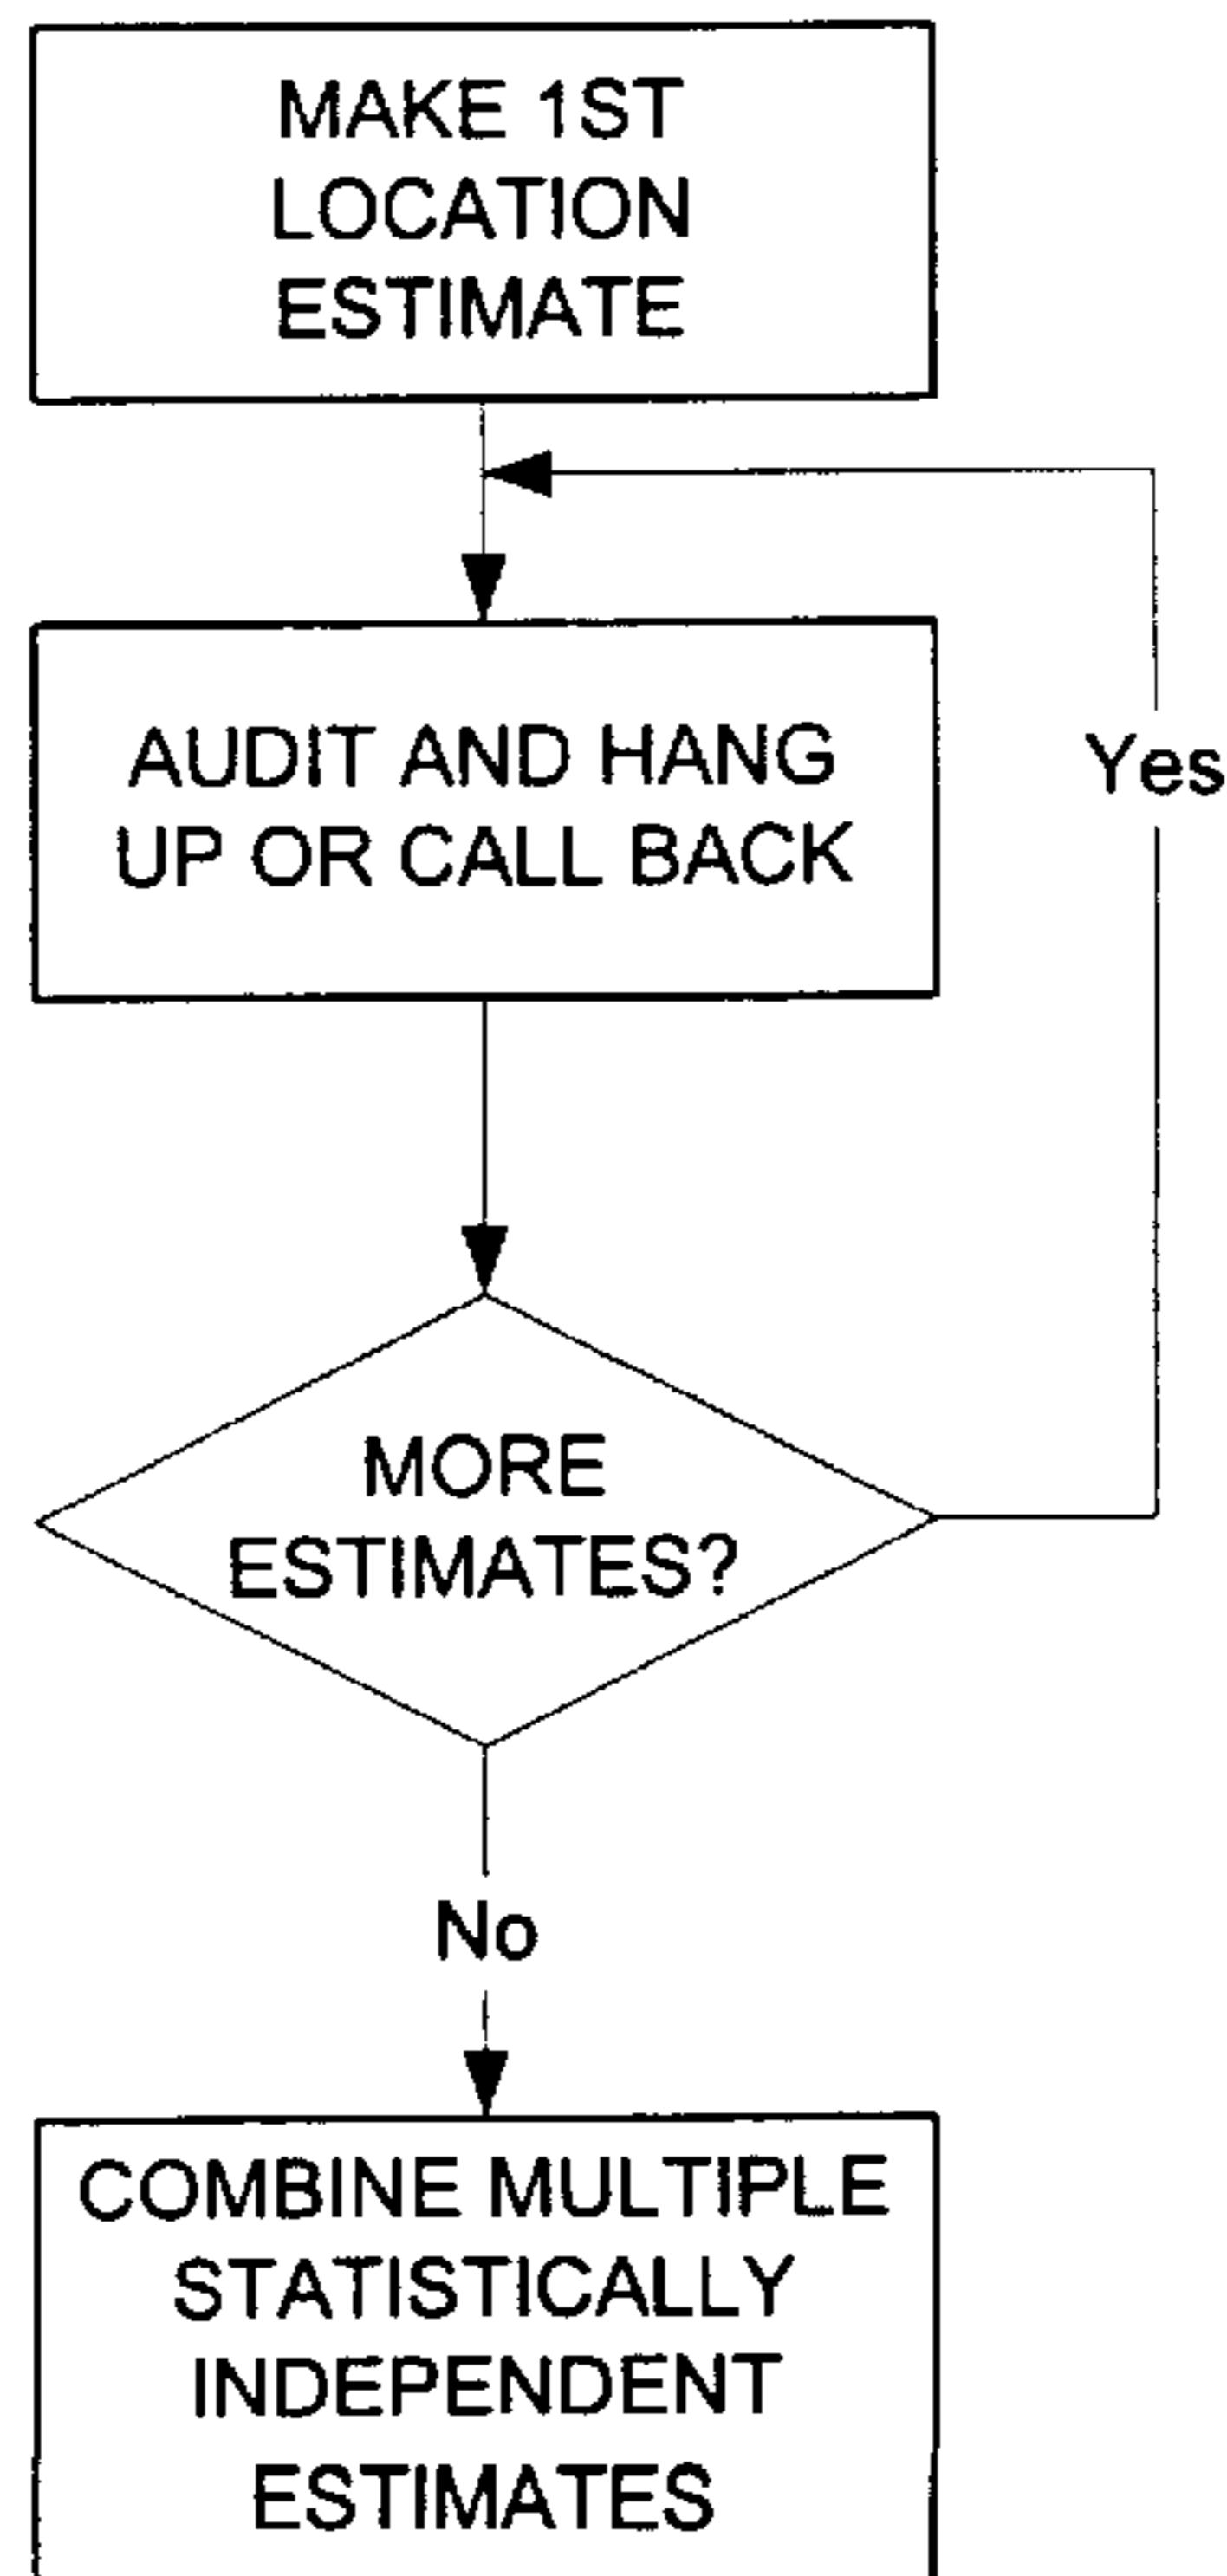 MAKE 1ST
LOCATION
ESTIMATE
AUDIT AND HANG
UP OR CALL BACK
Yes
MORE
ESTIMATES?
No
COMBINE MULTIPLE
STATISTICALLY
INDEPENDENT
ESTIMATES